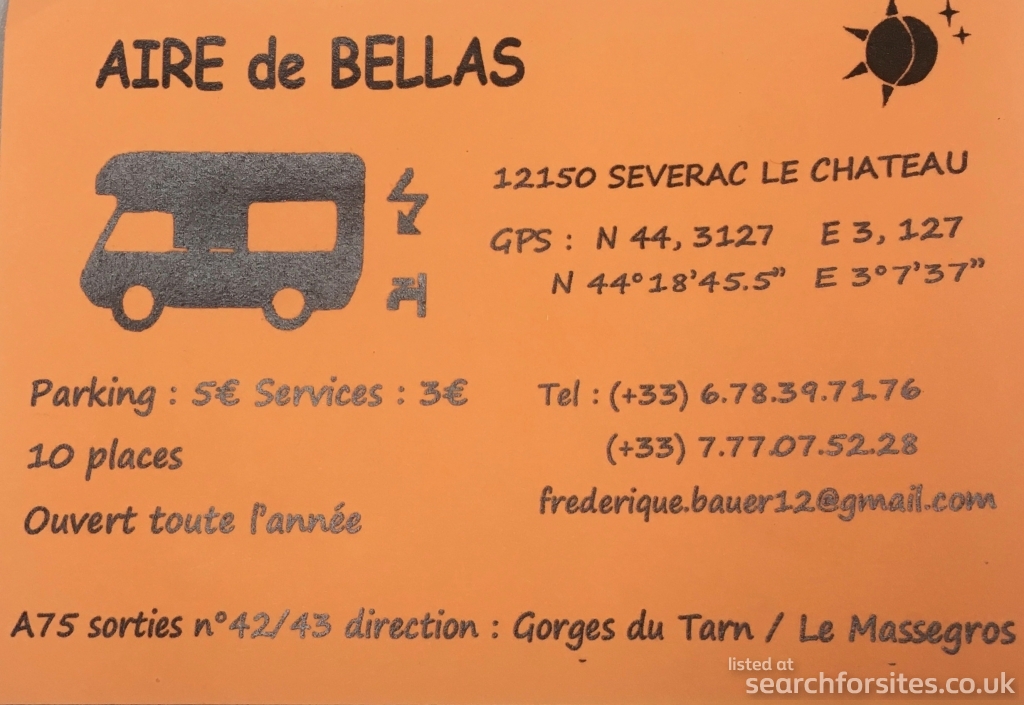 AIRE de BELLAS
12150 SEVERAC LE CHATEAU
GPS : N 44, 3127 E 3, 127
N 44°18'45.5” E 3°7'37”
Parking : 5€ Services : 3€
10 places
Ouvert toute l'année
Tel : (+33) 6.78.39.71.76
(+33) 7.77.07.52.28
frederique.bauer12@gmail.com
A75 sorties n°42/43 direction : Gorges du Tarn / Le Massegros
listed at
searchforsites.co.uk